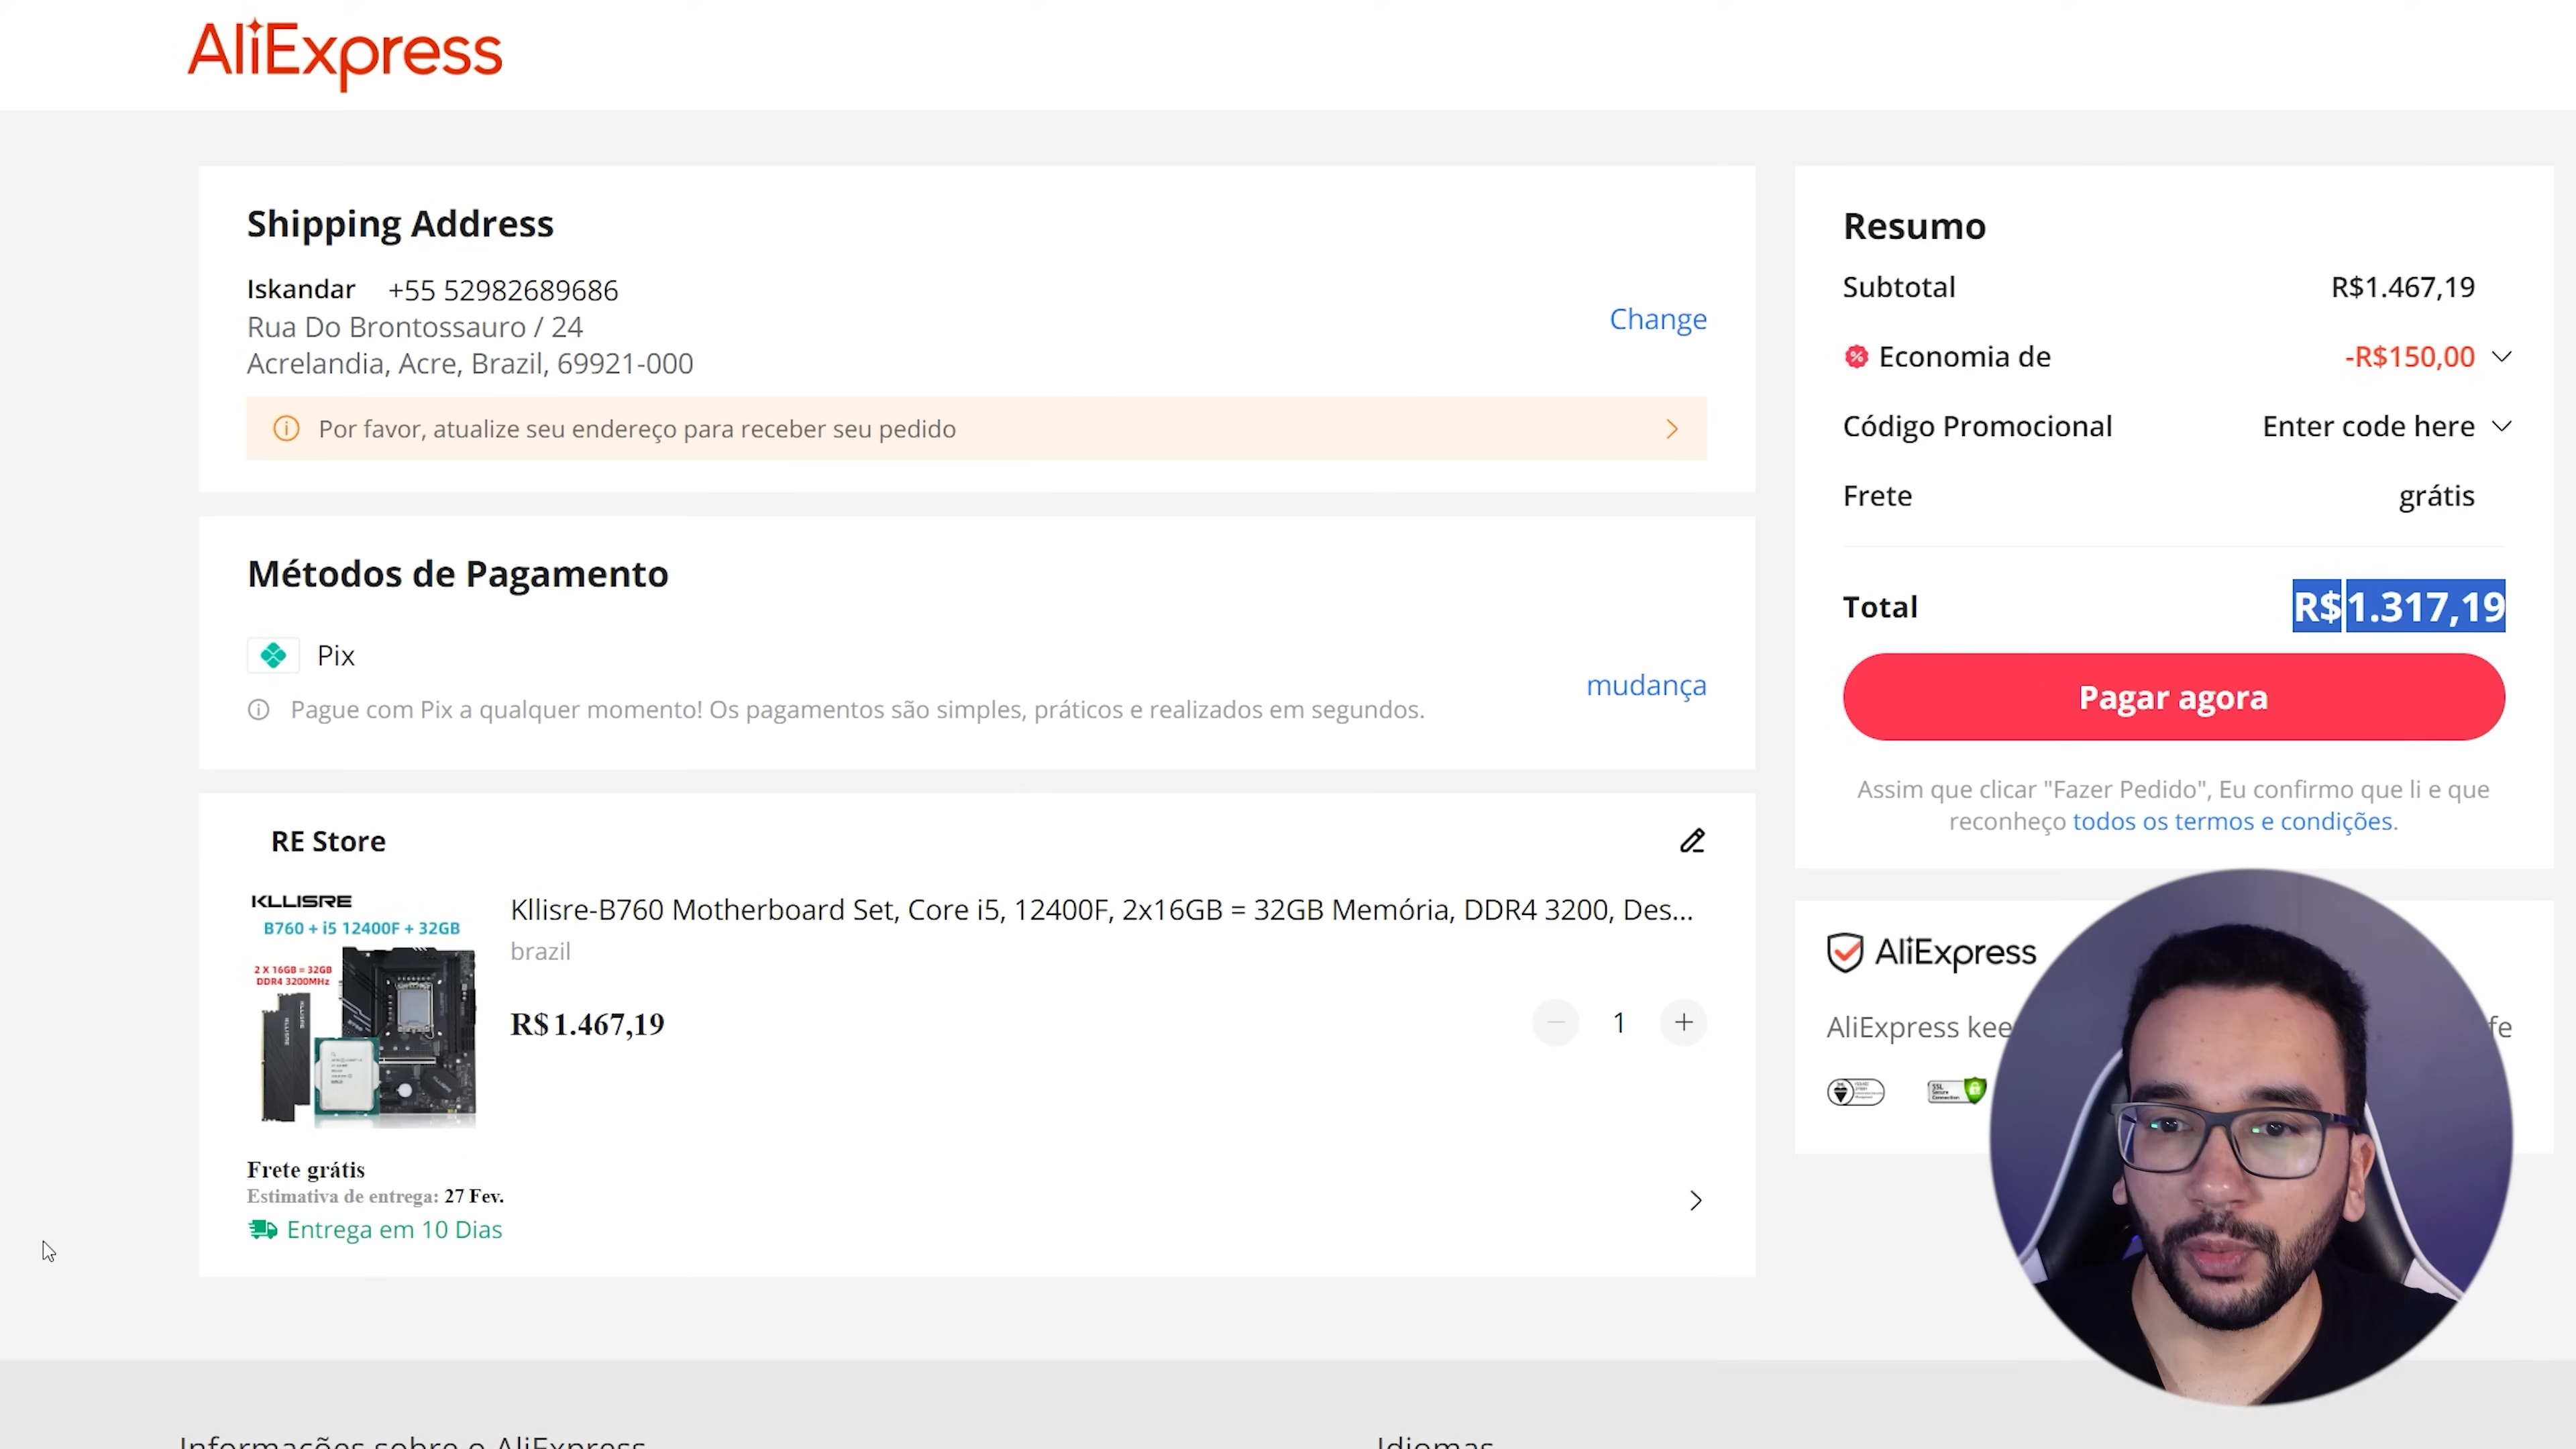 AliExpress
Shipping Address
Iskandar +55 52982689686
Rua Do Brontossauro / 24
Acrelandia, Acre, Brazil, 69921-000
Change
Por favor, atualize seu endereço para receber seu pedido
Métodos de Pagamento
Pix
mudança
Pague com Pix a qualquer momento! Os pagamentos são simples, práticos e realizados em segundos.
RE Store
KLLISRE
B760 + i5 12400F + 32GB
2 X 16GB = 32GB
DDR4 3200MHz
Kllisre-B760 Motherboard Set, Core i5, 12400F, 2x16GB = 32GB Memória, DDR4 3200, Des...
brazil
R$1.467,19
1
Frete grátis
Estimativa de entrega: 27 Fev.
Entrega em 10 Dias
Resumo
Subtotal R$1.467,19
Economia de -R$150,00
Código Promocional Enter code here
Frete grátis
Total R$1.317,19
Pagar agora
Assim que clicar "Fazer Pedido", Eu confirmo que li e que
reconheço todos os termos e condições.
AliExpress
AliExpress
SSL
Secure
Connection
Informações sobre o AliExpress
Idiomas